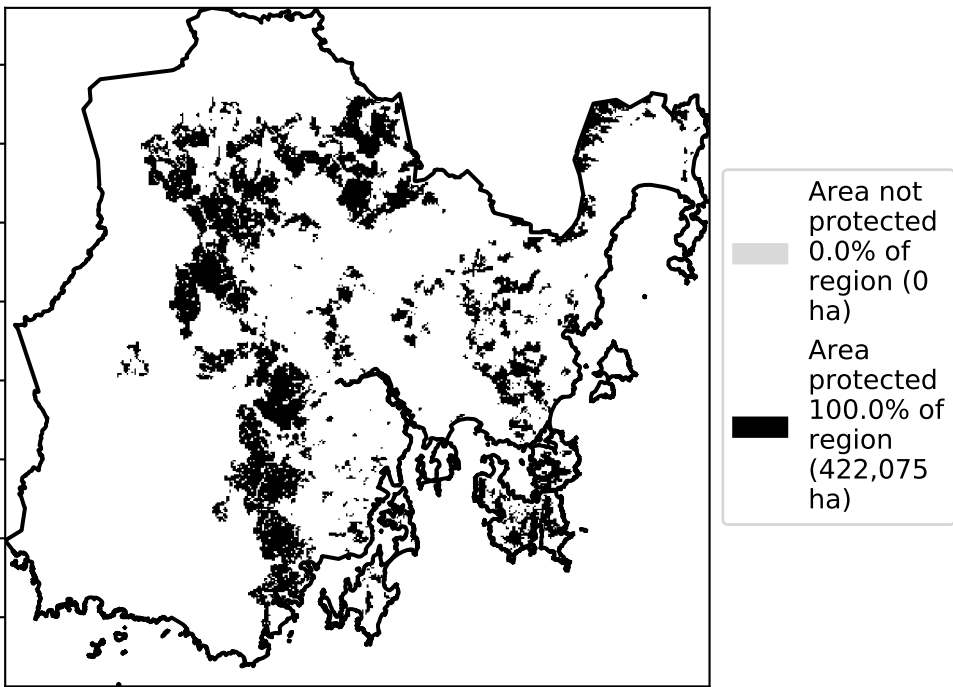 Area not
protected
0.0% of
region (0
ha)
Area
protected
100.0% of
region
(422,075
ha)